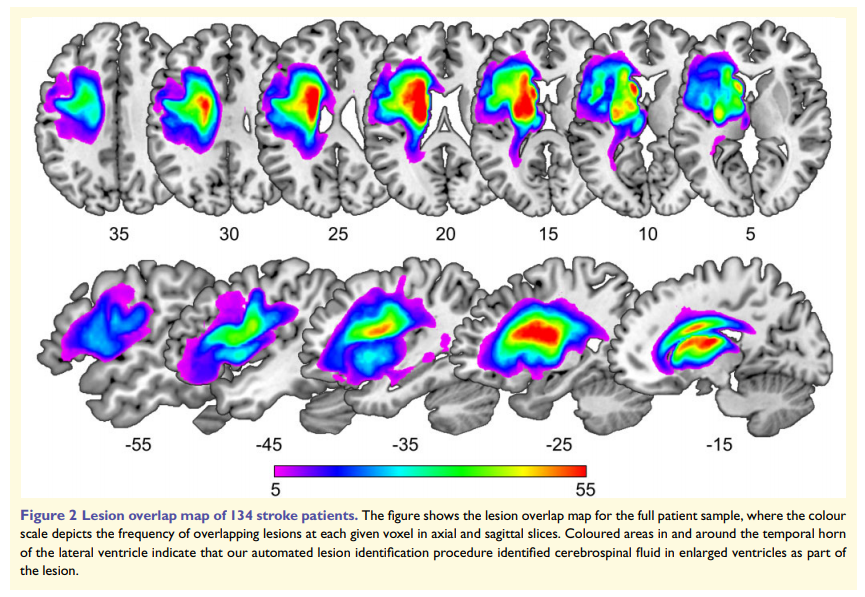 35 30 25 20 15 10 5
-55 -45 -35 -25 -15
5 55
Figure 2 Lesion overlap map of 134 stroke patients. The figure shows the lesion overlap map for the full patient sample, where the colour
scale depicts the frequency of overlapping lesions at each given voxel in axial and sagittal slices. Coloured areas in and around the temporal horn
of the lateral ventricle indicate that our automated lesion identification procedure identified cerebrospinal fluid in enlarged ventricles as part of
the lesion.